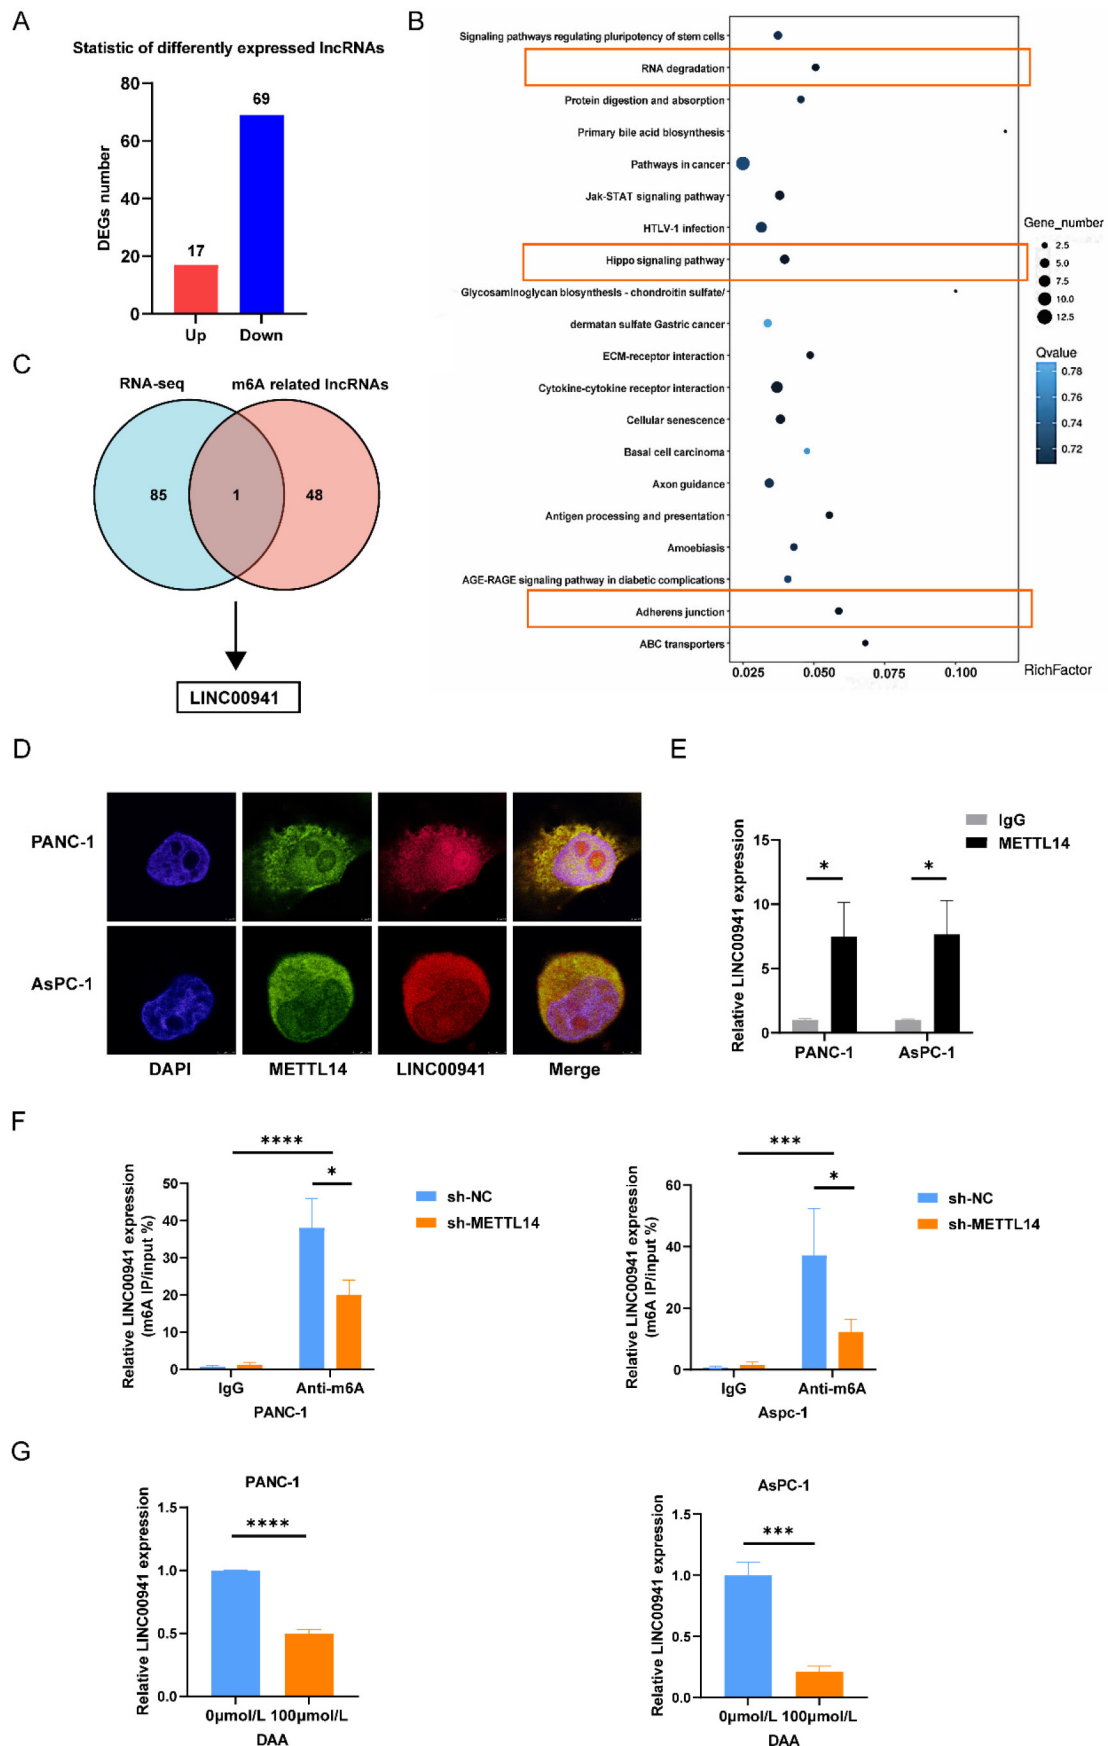 A
Statistic of differently expressed lncRNAs
DEGs number
80
60
40
20
0
17
69
Up
Down
B
Signaling pathways regulating pluripotency of stem cells
RNA degradation
Protein digestion and absorption
Primary bile acid biosynthesis
Pathways in cancer
Jak-STAT signaling pathway
HTLV-1 infection
Hippo signaling pathway
Glycosaminoglycan biosynthesis - chondroitin sulfate/
dermatan sulfate Gastric cancer
ECM-receptor interaction
Cytokine-cytokine receptor interaction
Cellular senescence
Basal cell carcinoma
Axon guidance
Antigen processing and presentation
Amoebiasis
AGE-RAGE signaling pathway in diabetic complications
Adherens junction
ABC transporters
0.025 0.050 0.075 0.100
RichFactor
Gene_number
2.5
5.0
7.5
10.0
12.5
Qvalue
0.78
0.76
0.74
0.72
C
RNA-seq
m6A related lncRNAs
85
1
48
LINC00941
D
PANC-1
AsPC-1
DAPI
METTL14
LINC00941
Merge
E
IgG
METTL14
Relative LINC00941 expression
15
10
5
0
*
*
PANC-1
AsPC-1
F
Relative LINC00941 expression
(m6A IP/input %)
50
40
30
20
10
0
****
*
sh-NC
sh-METTL14
IgG
Anti-m6A
PANC-1
Relative LINC00941 expression
(m6A IP/input %)
60
40
20
0
***
*
sh-NC
sh-METTL14
IgG
Anti-m6A
Aspc-1
G
PANC-1
Relative LINC00941 expression
1.5
1.0
0.5
0.0
****
0μmol/L 100μmol/L
DAA
AsPC-1
Relative LINC00941 expression
1.5
1.0
0.5
0.0
***
0μmol/L 100μmol/L
DAA